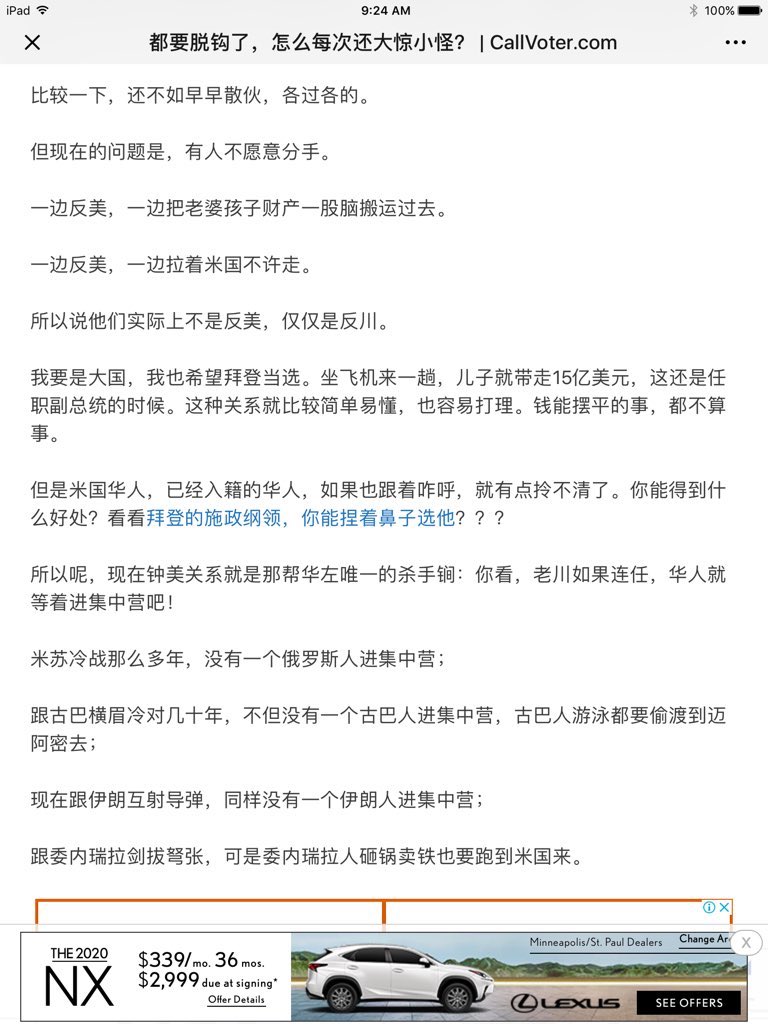 iPad
9:24 AM
100%
都要脱钩了，怎么每次还大惊小怪？ | CallVoter.com
比较一下，还不如早早散伙，各过各的。
但现在的问题是，有人不愿意分手。
一边反美，一边把老婆孩子财产一股脑搬运过去。
一边反美，一边拉着米国不许走。
所以说他们实际上不是反美，仅仅是反川。
我要是大国，我也希望拜登当选。坐飞机来一趟，儿子就带走15亿美元，这还是任
职副总统的时候。这种关系就比较简单易懂，也容易打理。钱能摆平的事，都不算
事。
但是米国华人，已经入籍的华人，如果也跟着咋呼，就有点拎不清了。你能得到什
么好处？看看拜登的施政纲领，你能捏着鼻子选他？？？
所以呢，现在钟美关系就是那帮华左唯一的杀手锏：你看，老川如果连任，华人就
等着进集中营吧！
米苏冷战那么多年，没有一个俄罗斯人进集中营；
跟古巴横眉冷对几十年，不但没有一个古巴人进集中营，古巴人游泳都要偷渡到迈
阿密去；
现在跟伊朗互射导弹，同样没有一个伊朗人进集中营；
跟委内瑞拉剑拔弩张，可是委内瑞拉人砸锅卖铁也要跑到米国来。
THE 2020
NX
$339/mo. 36 mos.
$2,999 due at signing*
Offer Details
Minneapolis/St. Paul Dealers
Change Ar
LEXUS
SEE OFFERS
X